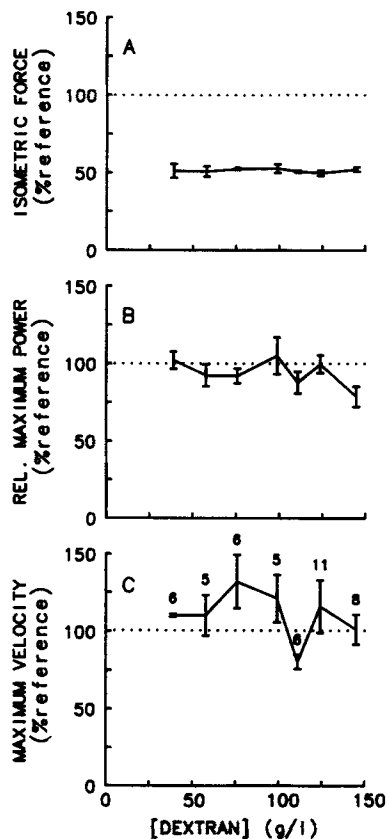 A
ISOMETRIC FORCE
(%reference)
150
100
50
0
B
REL. MAXIMUM POWER
(%reference)
150
100
50
0
C
MAXIMUM VELOCITY
(%reference)
150
100
50
0
6
5
6
5
6
11
8
0
50
100
150
[DEXTRAN] (g/l)